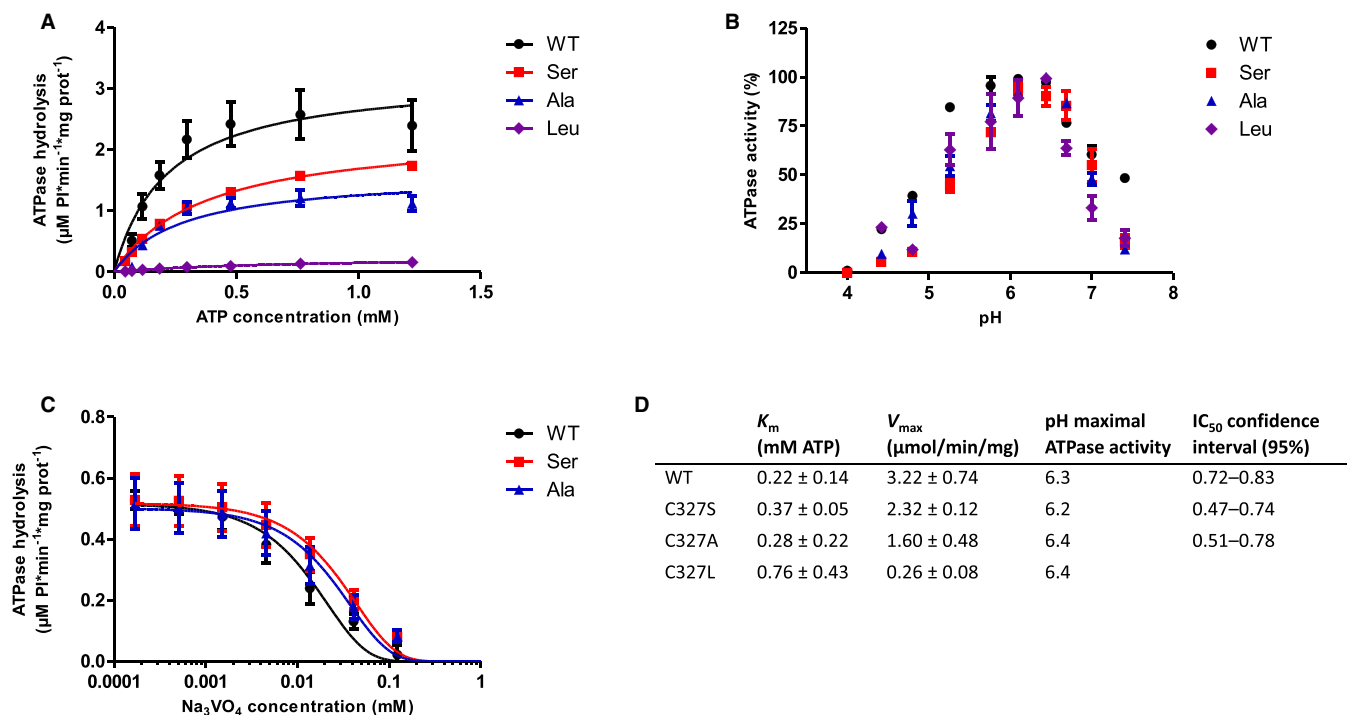 A
ATPase hydrolysis
(µM PI*min⁻¹*mg prot⁻¹)
4
3
2
1
0
0.0 0.5 1.0 1.5
ATP concentration (mM)
WT
Ser
Ala
Leu
B
ATPase activity (%)
125
100
75
50
25
0
4 5 6 7 8
pH
WT
Ser
Ala
Leu
C
ATPase hydrolysis
(µM PI*min⁻¹*mg prot⁻¹)
0.8
0.6
0.4
0.2
0.0
0.0001 0.001 0.01 0.1 1
Na₃VO₄ concentration (mM)
WT
Ser
Ala
D
Kₘ Vₘₐₓ pH maximal IC₅₀ confidence
(mM ATP) (µmol/min/mg) ATPase activity interval (95%)
WT 0.22 ± 0.14 3.22 ± 0.74 6.3 0.72–0.83
C327S 0.37 ± 0.05 2.32 ± 0.12 6.2 0.47–0.74
C327A 0.28 ± 0.22 1.60 ± 0.48 6.4 0.51–0.78
C327L 0.76 ± 0.43 0.26 ± 0.08 6.4